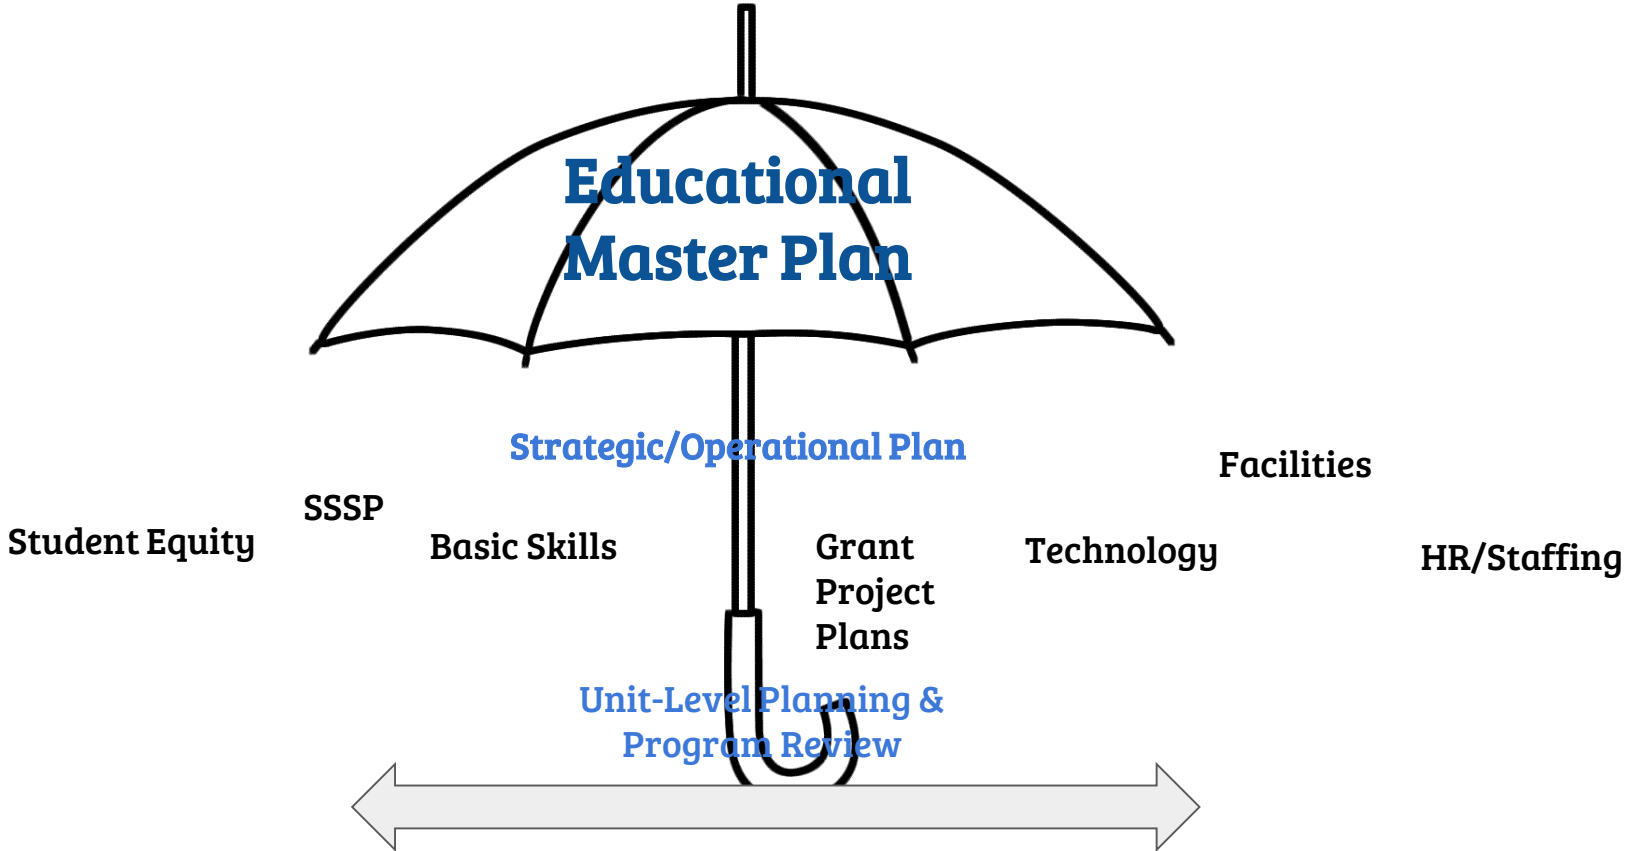 Educational
Master Plan
Strategic/Operational Plan
Facilities
SSSP
Student Equity
Basic Skills
Grant
Project
Plans
Technology
HR/Staffing
Unit-Level Planning &
Program Review